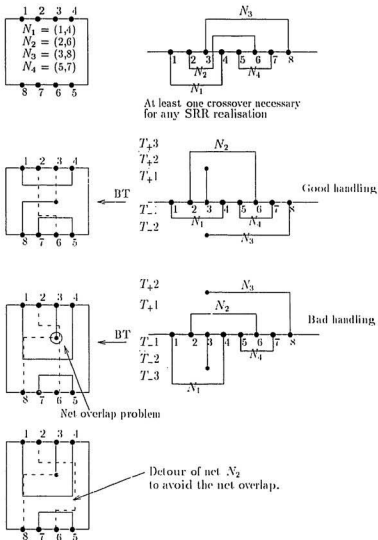 1 2 3 4
N₁ = (1,4)
N₂ = (2,6)
N₃ = (3,8)
N₄ = (5,7)
8 7 6 5
N₃
1 2 3 4 5 6 7 8
N₂ N₄
N₁
At least one crossover necessary
for any SRR realisation
1 2 3 4
8 7 6 5
BT
T₊3
T₊2
T₊1
T₋1
T₋2
N₂
Good handling
1 2 3 4 5 6 7 8
N₁ N₄
N₃
1 2 3 4
8 7 6 5
BT
Net overlap problem
T₊2
T₊1
T₋1
T₋2
T₋3
N₃
N₂
Bad handling
1 2 3 4 5 6 7 8
N₄
N₁
1 2 3 4
8 7 6 5
Detour of net N₂
to avoid the net overlap.